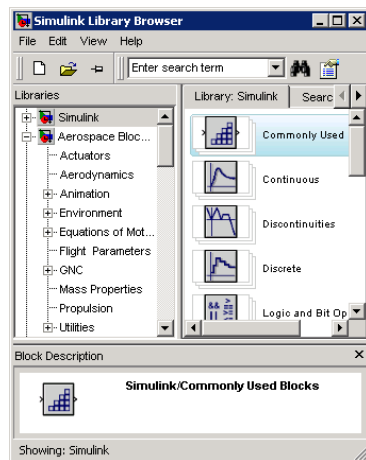 Simulink Library Browser
File Edit View Help
Enter search term
Libraries
Library: Simulink Searc
Simulink
Aerospace Bloc...
Actuators
Aerodynamics
Animation
Environment
Equations of Mot...
Flight Parameters
GNC
Mass Properties
Propulsion
Utilities
Commonly Used
Continuous
Discontinuities
Discrete
Logic and Bit Op
Block Description
Simulink/Commonly Used Blocks
Showing: Simulink